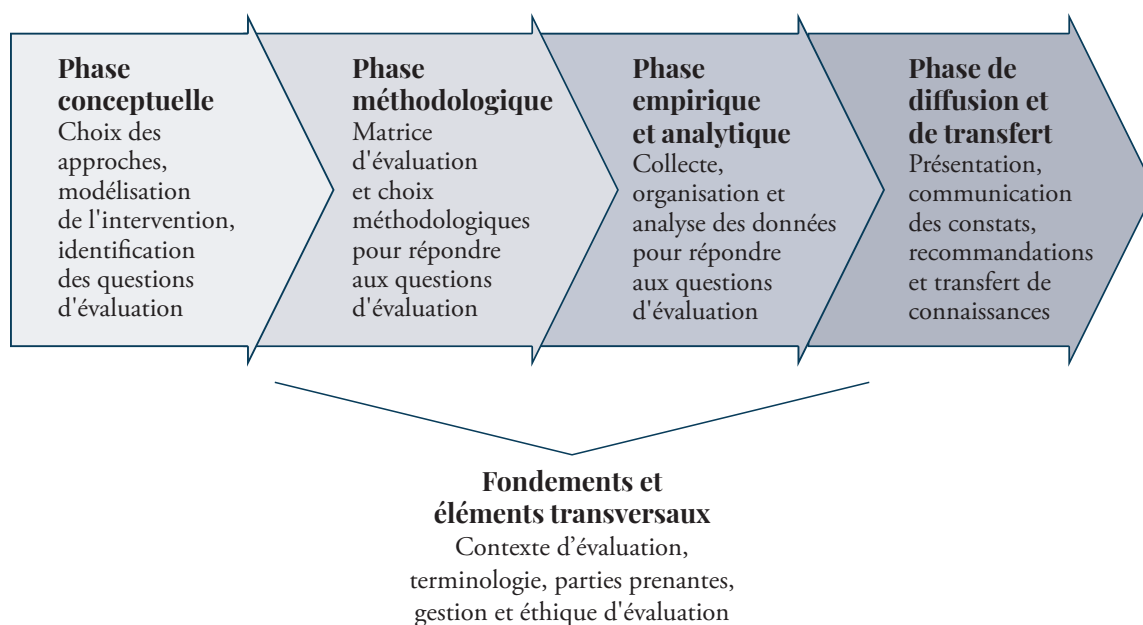 Phase
conceptuelle
Choix des
approches,
modélisation
de l'intervention,
identification
des questions
d'évaluation
Phase
méthodologique
Matrice
d'évaluation
et choix
méthodologiques
pour répondre
aux questions
d'évaluation
Phase
empirique
et analytique
Collecte,
organisation et
analyse des données
pour répondre
aux questions
d'évaluation
Phase de
diffusion et
de transfert
Présentation,
communication
des constats,
recommandations
et transfert de
connaissances
Fondements et
éléments transversaux
Contexte d’évaluation,
terminologie, parties prenantes,
gestion et éthique d'évaluation